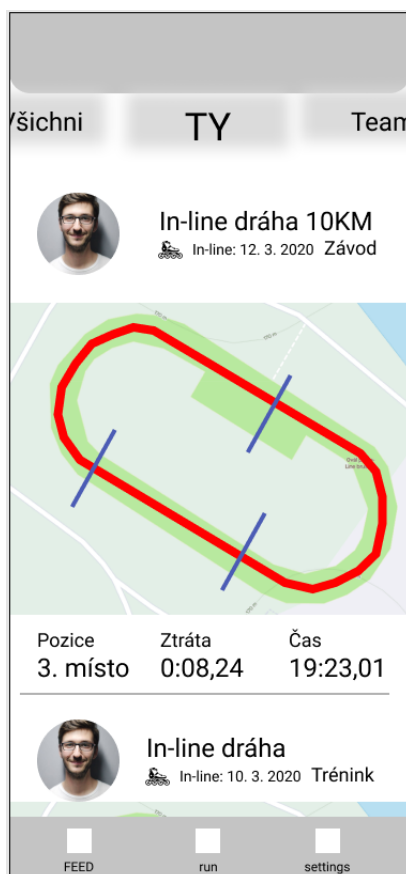 Všichni
TY
Team
In-line dráha 10KM
In-line: 12. 3. 2020 Závod
Pozice
Ztráta
Čas
3. místo
0:08,24
19:23,01
In-line dráha
In-line: 10. 3. 2020 Trénink
FEED
run
settings